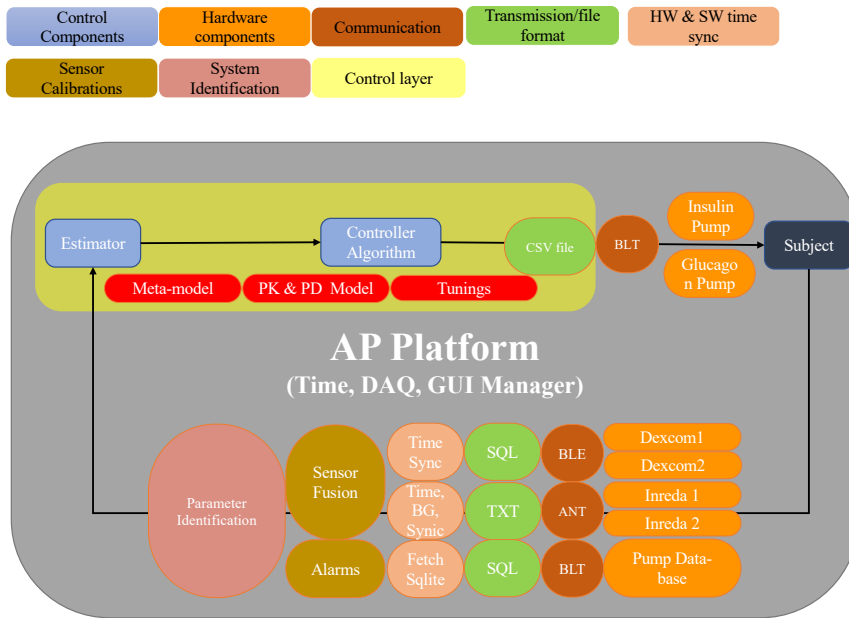 Control
Components
Hardware
components
Communication
Transmission/file
format
HW & SW time
sync
Sensor
Calibrations
System
Identification
Control layer
Estimator
Controller
Algorithm
CSV file
BLT
Insulin
Pump
Glucago
n Pump
Subject
Meta-model
PK & PD Model
Tunings
AP Platform
(Time, DAQ, GUI Manager)
Parameter
Identification
Sensor
Fusion
Alarms
Time
Sync
Time,
BG,
Synic
Fetch
Sqlite
SQL
TXT
SQL
BLE
ANT
BLT
Dexcom1
Dexcom2
Inreda 1
Inreda 2
Pump Data-
base